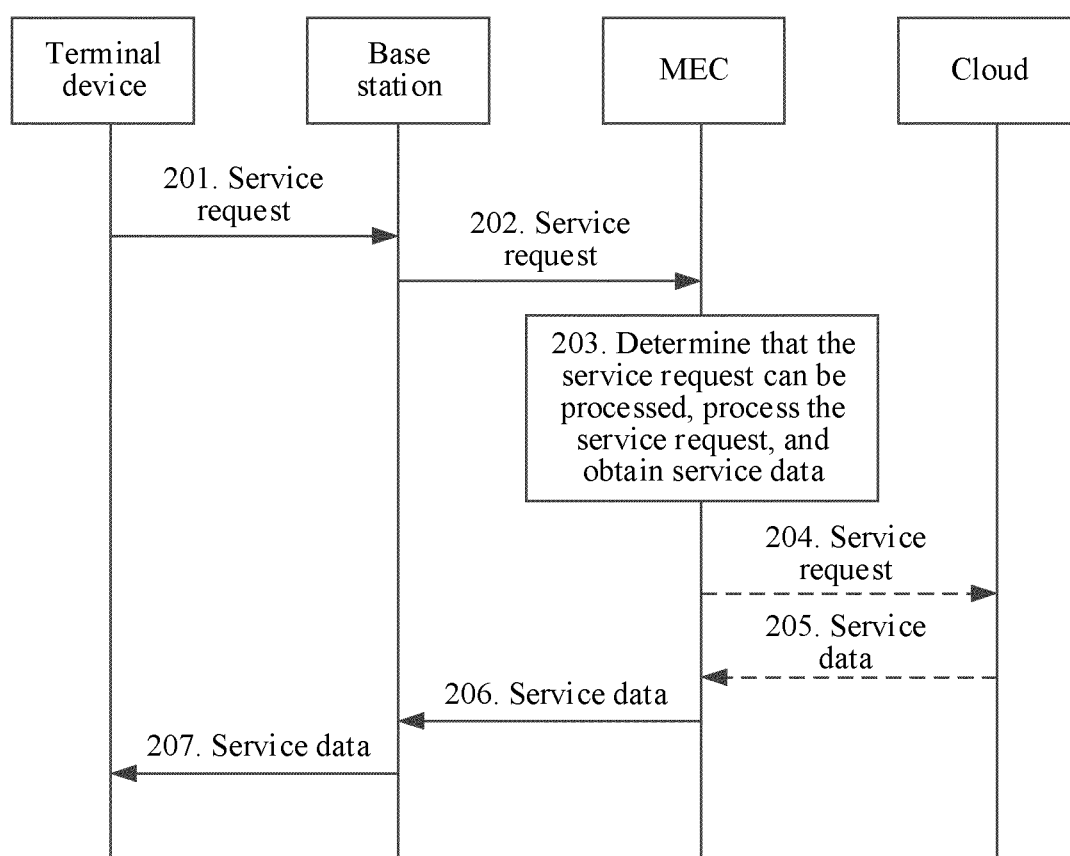 Terminal
device
Base
station
MEC
Cloud
201. Service
request
202. Service
request
203. Determine that the
service request can be
processed, process the
service request, and
obtain service data
204. Service
request
205. Service
data
206. Service data
207. Service data